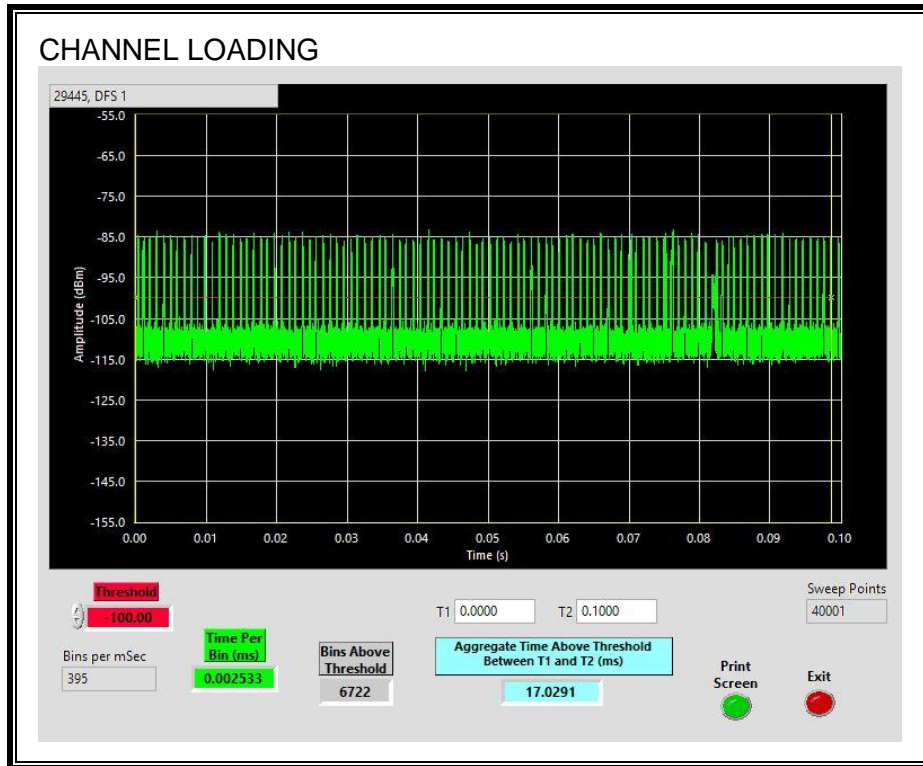 CHANNEL LOADING
29445, DFS 1
-55.0
-65.0
-75.0
-85.0
-95.0
-105.0
-115.0
-125.0
-135.0
-145.0
-155.0
Amplitude (dBm)
0.00 0.01 0.02 0.03 0.04 0.05 0.06 0.07 0.08 0.09 0.10
Time (s)
Threshold
-100.00
T1 0.0000 T2 0.1000
Sweep Points
40001
Bins per mSec
395
Time Per
Bin (ms)
0.002533
Bins Above
Threshold
6722
Aggregate Time Above Threshold
Between T1 and T2 (ms)
17.0291
Print
Screen
Exit